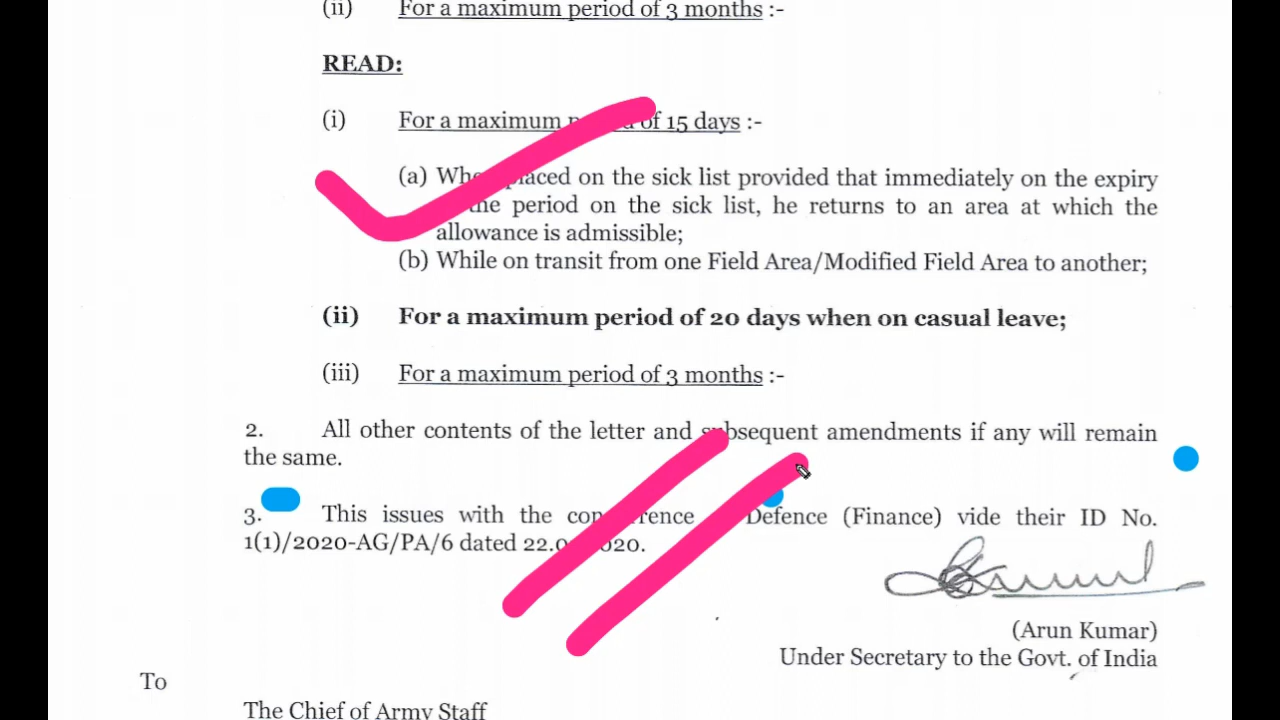 (ii) For a maximum period of 3 months :-
READ:
(i) For a maximum of 15 days :-
(a) placed on the sick list provided that immediately on the expiry
the period on the sick list, he returns to an area at which the
allowance is admissible;
(b) While on transit from one Field Area/Modified Field Area to another;
(ii) For a maximum period of 20 days when on casual leave;
(iii) For a maximum period of 3 months :-
2. All other contents of the letter and subsequent amendments if any will remain
the same.
3. This issues with the Defence (Finance) vide their ID No.
1(1)/2020-AG/PA/6 dated
(Arun Kumar)
Under Secretary to the Govt. of India
To
The Chief of Army Staff